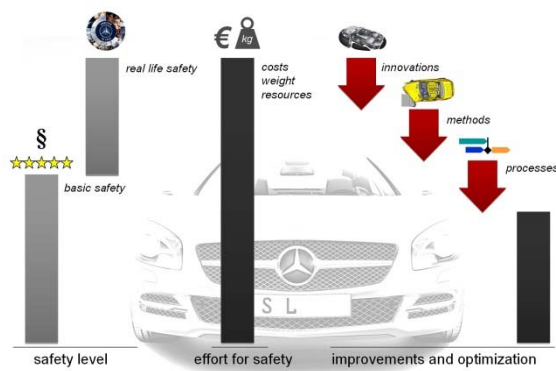 € kg
real life safety
costs
weight
resources
innovations
methods
§
basic safety
processes
S L
safety level
effort for safety
improvements and optimization